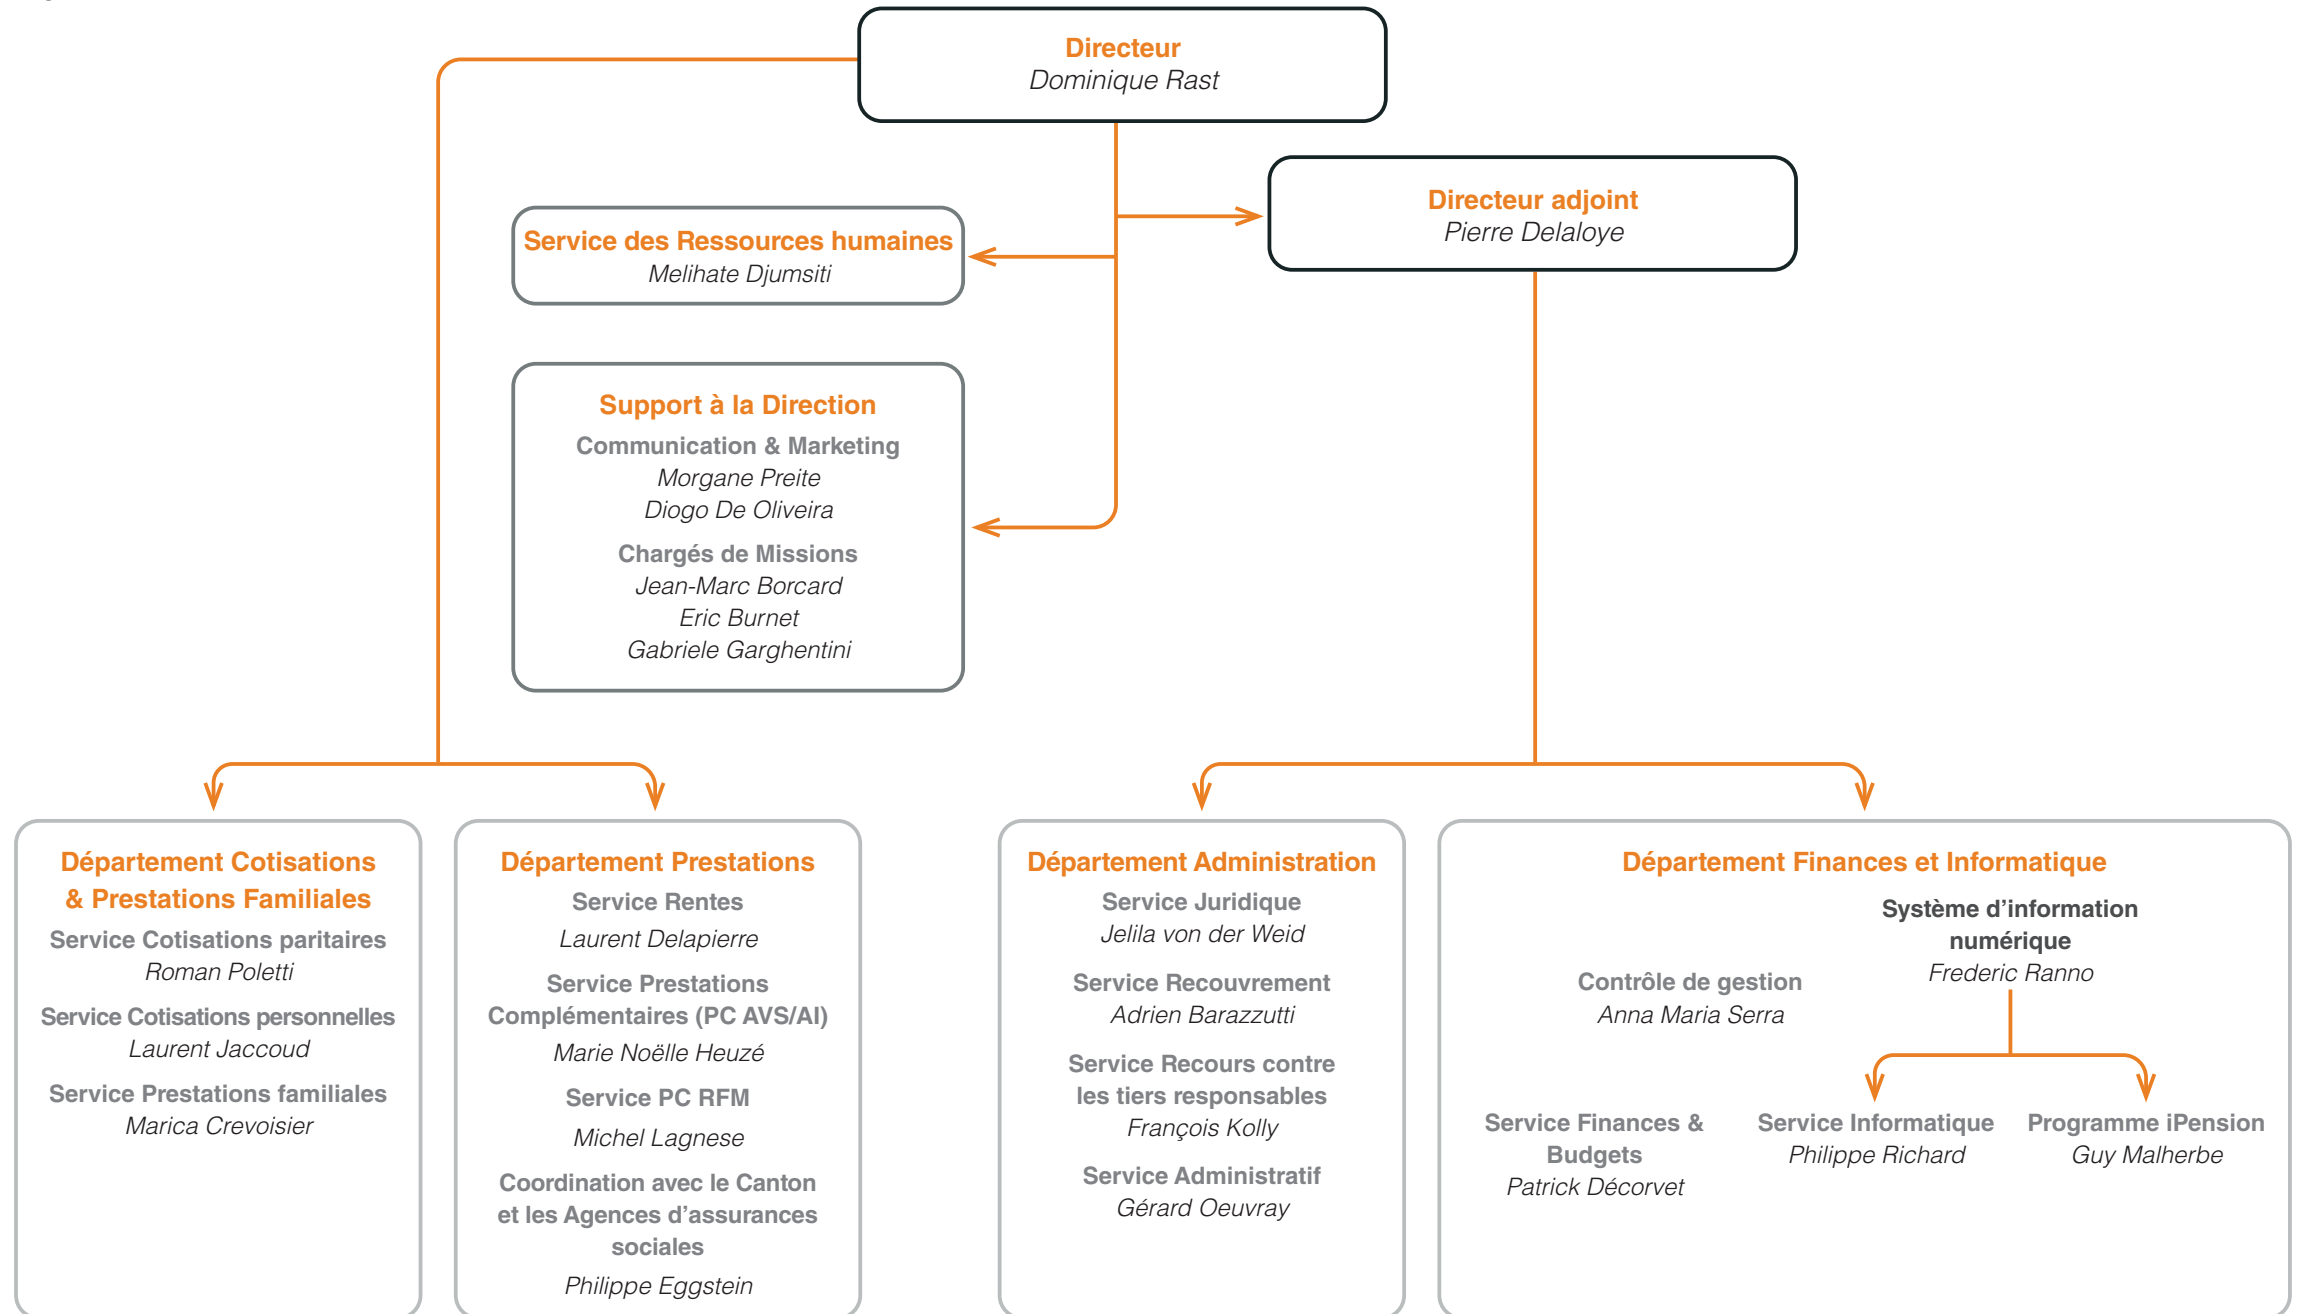 Directeur
Dominique Rast
Directeur adjoint
Pierre Delaloye
Service des Ressources humaines
Melihate Djumsiti
Support à la Direction
Communication & Marketing
Morgane Preite
Diogo De Oliveira
Chargés de Missions
Jean-Marc Borcard
Eric Burnet
Gabriele Garghentini
Département Cotisations
& Prestations Familiales
Service Cotisations paritaires
Roman Poletti
Service Cotisations personnelles
Laurent Jaccoud
Service Prestations familiales
Marica Crevoisier
Département Prestations
Service Rentes
Laurent Delapierre
Service Prestations
Complémentaires (PC AVS/AI)
Marie Noëlle Heuzé
Service PC RFM
Michel Lagnese
Coordination avec le Canton
et les Agences d’assurances
sociales
Philippe Eggstein
Département Administration
Service Juridique
Jelila von der Weid
Service Recouvrement
Adrien Barazzutti
Service Recours contre
les tiers responsables
François Kolly
Service Administratif
Gérard Oeuvray
Département Finances et Informatique
Système d’information
numérique
Frederic Ranno
Contrôle de gestion
Anna Maria Serra
Service Finances &
Budgets
Patrick Décorvet
Service Informatique
Philippe Richard
Programme iPension
Guy Malherbe